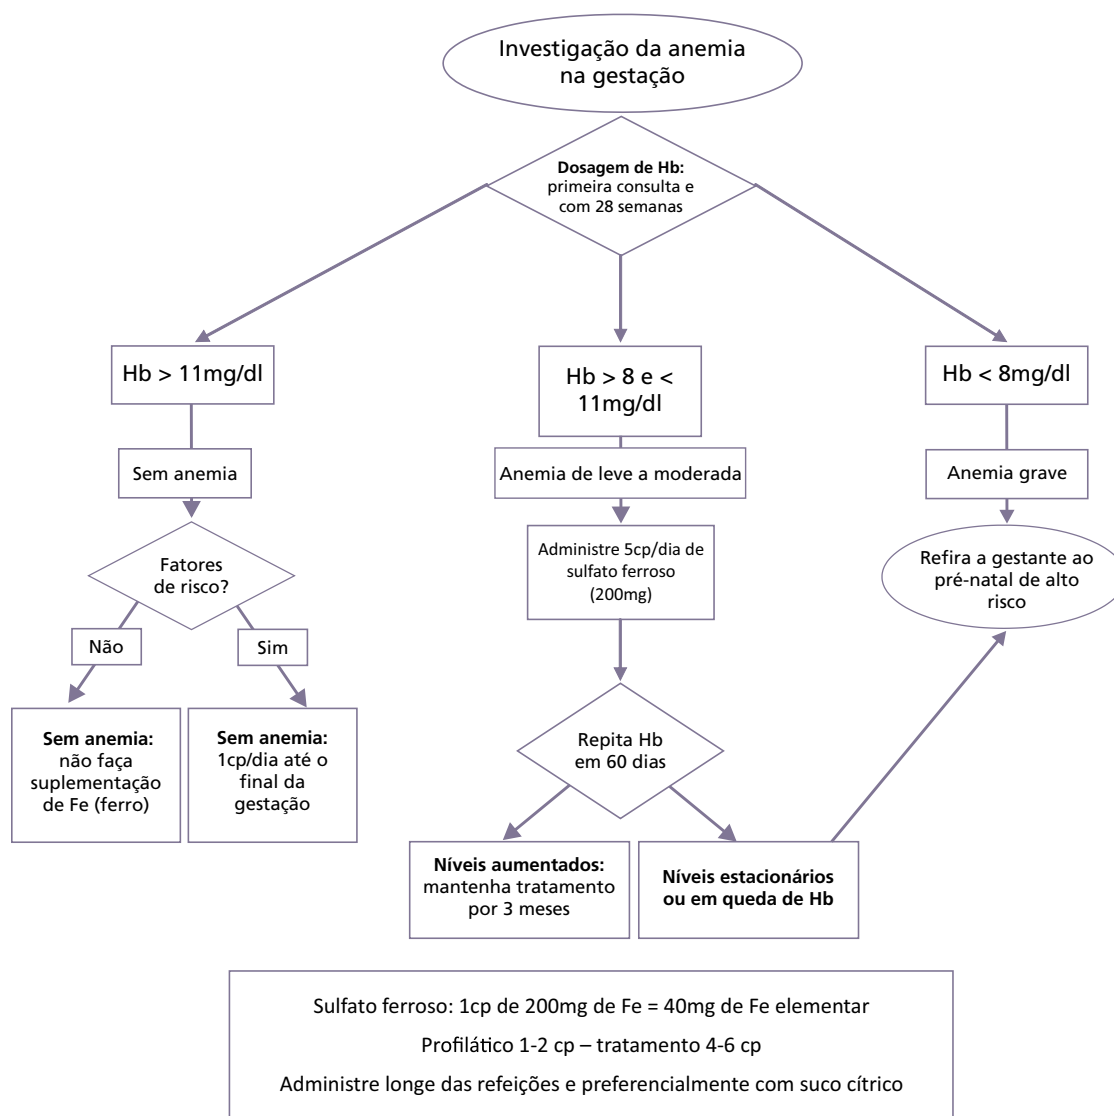 Investigação da anemia
na gestação
Dosagem de Hb:
primeira consulta e
com 28 semanas
Hb > 11mg/dl
Hb > 8 e <
11mg/dl
Hb < 8mg/dl
Sem anemia
Anemia de leve a moderada
Anemia grave
Fatores
de risco?
Administre 5cp/dia de
sulfato ferroso
(200mg)
Refira a gestante ao
pré-natal de alto
risco
Não
Sim
Sem anemia:
não faça
suplementação
de Fe (ferro)
Sem anemia:
1cp/dia até o
final da
gestação
Repita Hb
em 60 dias
Níveis aumentados:
mantenha tratamento
por 3 meses
Níveis estacionários
ou em queda de Hb
Sulfato ferroso: 1cp de 200mg de Fe = 40mg de Fe elementar
Profilático 1-2 cp – tratamento 4-6 cp
Administre longe das refeições e preferencialmente com suco cítrico